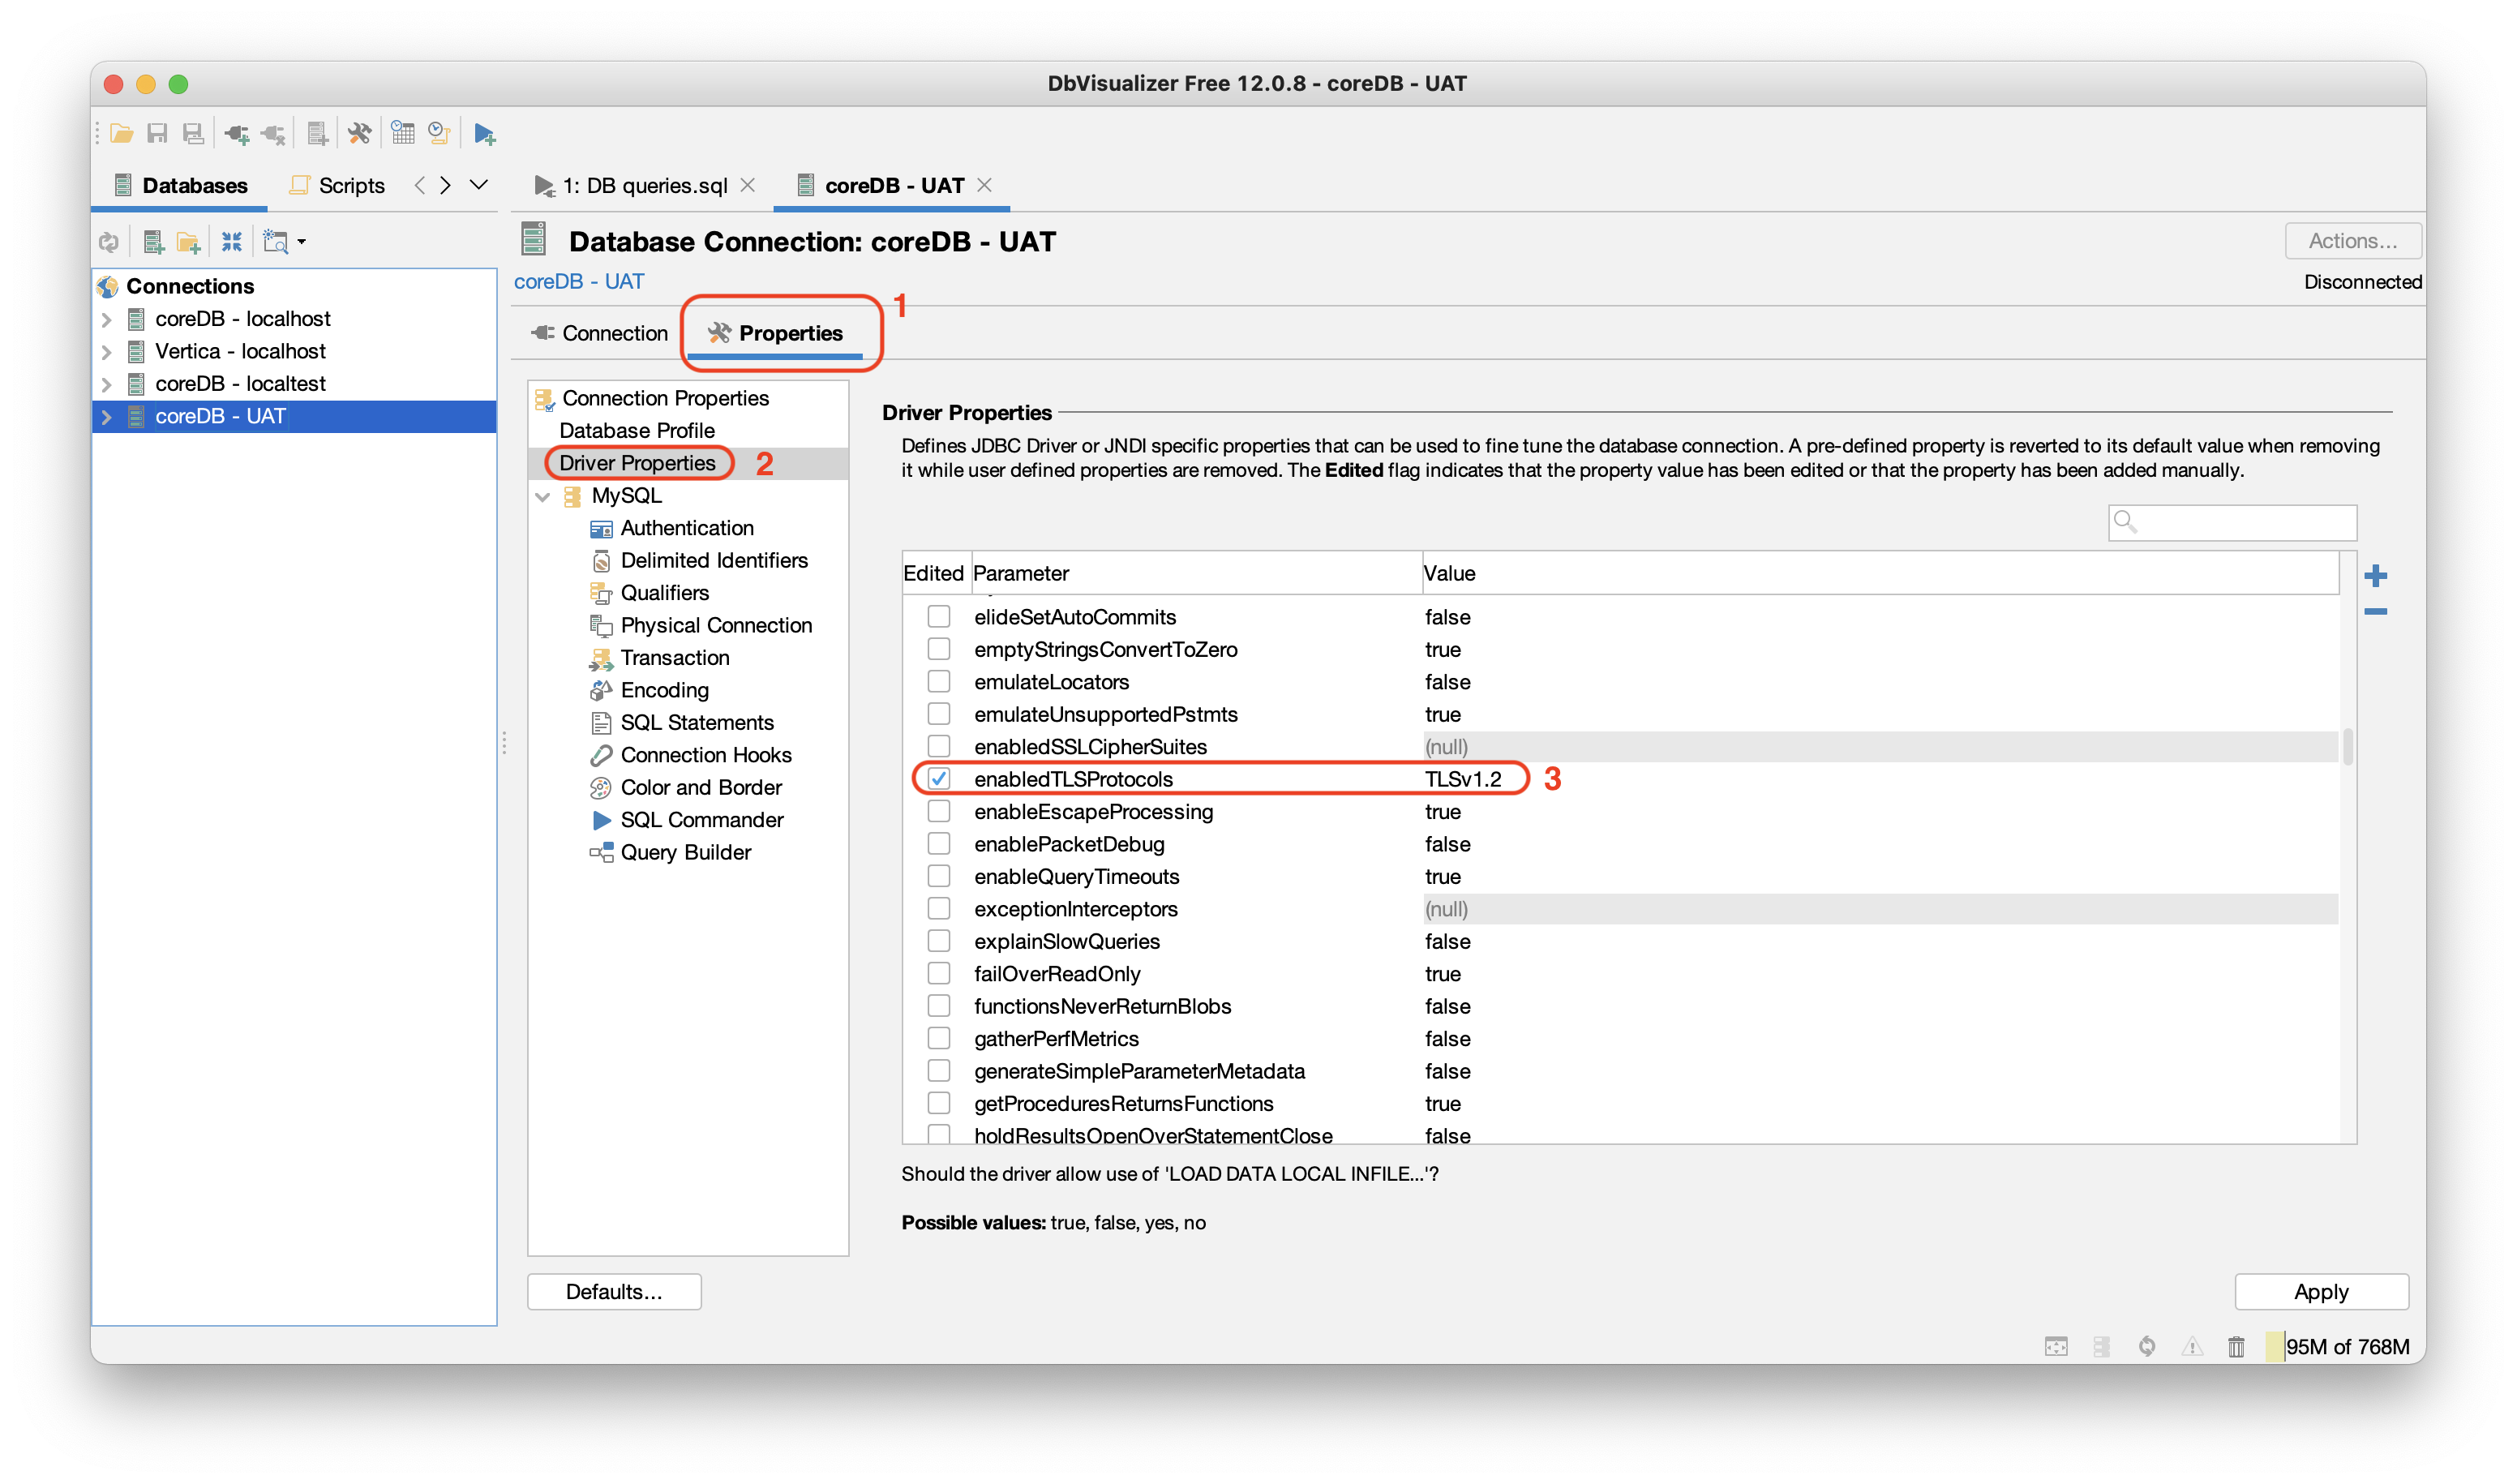 DbVisualizer Free 12.0.8 - coreDB - UAT
Databases
Scripts
1: DB queries.sql
coreDB - UAT
Database Connection: coreDB - UAT
Actions...
coreDB - UAT
Disconnected
Connections
coreDB - localhost
Vertica - localhost
coreDB - localtest
coreDB - UAT
Connection
Properties
1
Connection Properties
Database Profile
Driver Properties
2
MySQL
Authentication
Delimited Identifiers
Qualifiers
Physical Connection
Transaction
Encoding
SQL Statements
Connection Hooks
Color and Border
SQL Commander
Query Builder
Driver Properties
Defines JDBC Driver or JNDI specific properties that can be used to fine tune the database connection. A pre-defined property is reverted to its default value when removing
it while user defined properties are removed. The Edited flag indicates that the property value has been edited or that the property has been added manually.
Edited Parameter Value
elideSetAutoCommits false
emptyStringsConvertToZero true
emulateLocators false
emulateUnsupportedPstmts true
enabledSSLCipherSuites (null)
enabledTLSProtocols TLSv1.2
3
enableEscapeProcessing true
enablePacketDebug false
enableQueryTimeouts true
exceptionInterceptors (null)
explainSlowQueries false
failOverReadOnly true
functionsNeverReturnBlobs false
gatherPerfMetrics false
generateSimpleParameterMetadata false
getProceduresReturnsFunctions true
holdResultsOpenOverStatementClose false
Should the driver allow use of 'LOAD DATA LOCAL INFILE...'?
Possible values: true, false, yes, no
Defaults...
Apply
95M of 768M